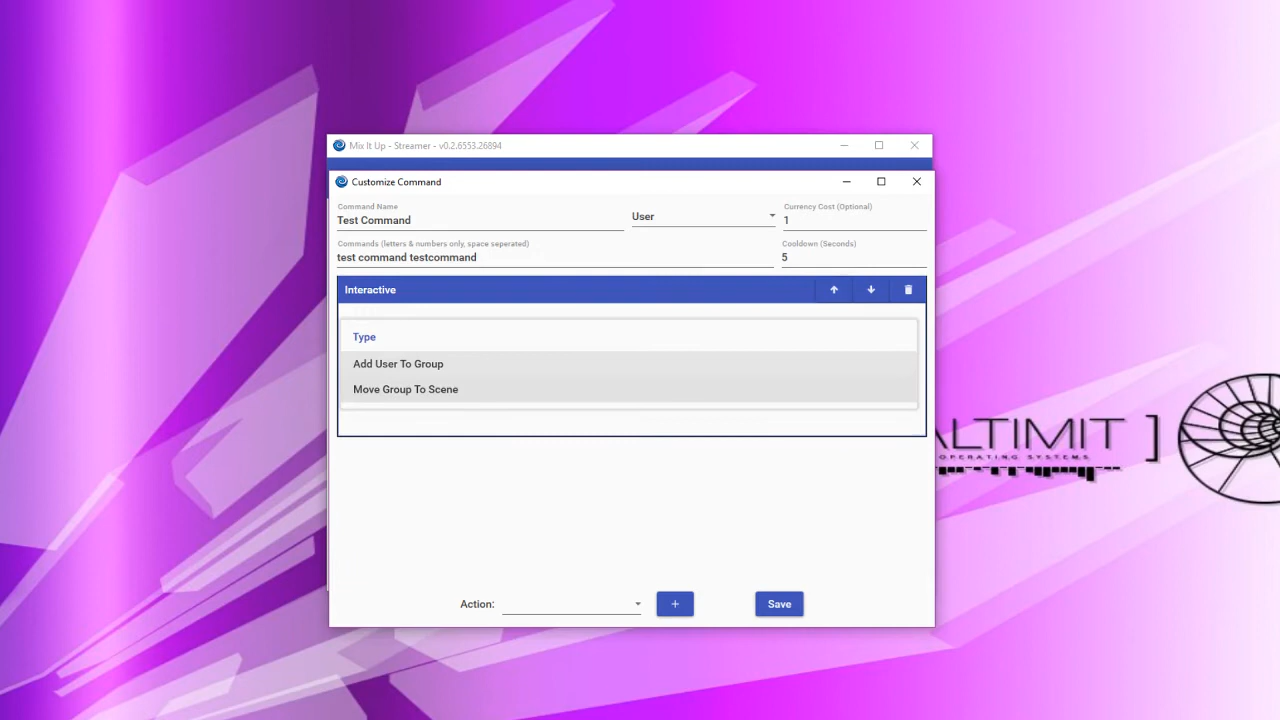 Mix It Up - Streamer - v0.2.6553.26894
Customize Command
Command Name
Test Command
User
Currency Cost (Optional)
1
Commands (letters & numbers only, space seperated)
test command testcommand
Cooldown (Seconds)
5
Interactive
Type
Add User To Group
Move Group To Scene
ALTIMIT ]
OPERATING SYSTEMS
Action:
+
Save